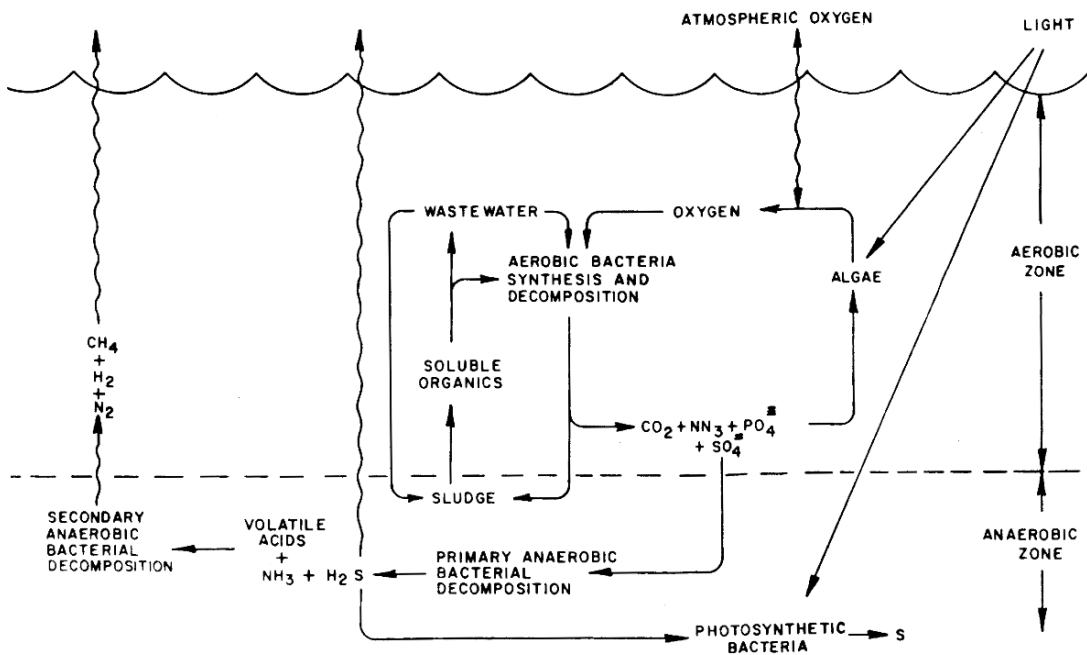 ATMOSPHERIC OXYGEN
LIGHT
WASTEWATER
OXYGEN
AEROBIC BACTERIA
SYNTHESIS AND
DECOMPOSITION
ALGAE
AEROBIC
ZONE
CH4
+
H2
+
N2
SOLUBLE
ORGANICS
CO2 + NN3 + PO4≡
+ SO4=
SLUDGE
SECONDARY
ANAEROBIC
BACTERIAL
DECOMPOSITION
VOLATILE
ACIDS
+
NH3 + H2 S
PRIMARY ANAEROBIC
BACTERIAL
DECOMPOSITION
ANAEROBIC
ZONE
PHOTOSYNTHETIC
BACTERIA
S